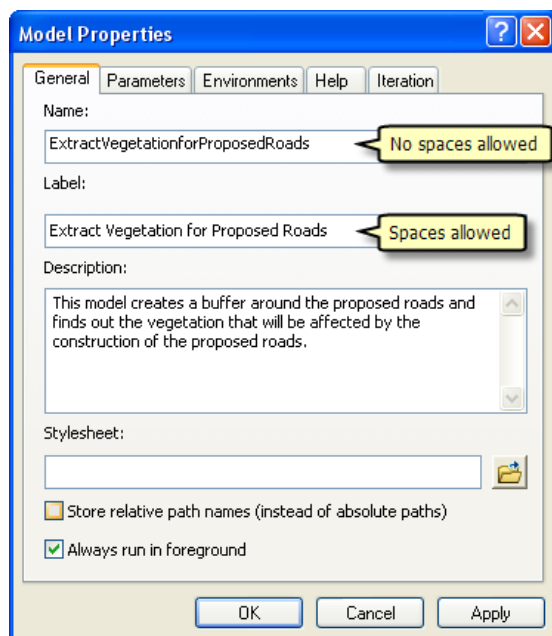 Model Properties
General Parameters Environments Help Iteration
Name:
ExtractVegetationforProposedRoads
No spaces allowed
Label:
Extract Vegetation for Proposed Roads
Spaces allowed
Description:
This model creates a buffer around the proposed roads and
finds out the vegetation that will be affected by the
construction of the proposed roads.
Stylesheet:
Store relative path names (instead of absolute paths)
Always run in foreground
OK Cancel Apply